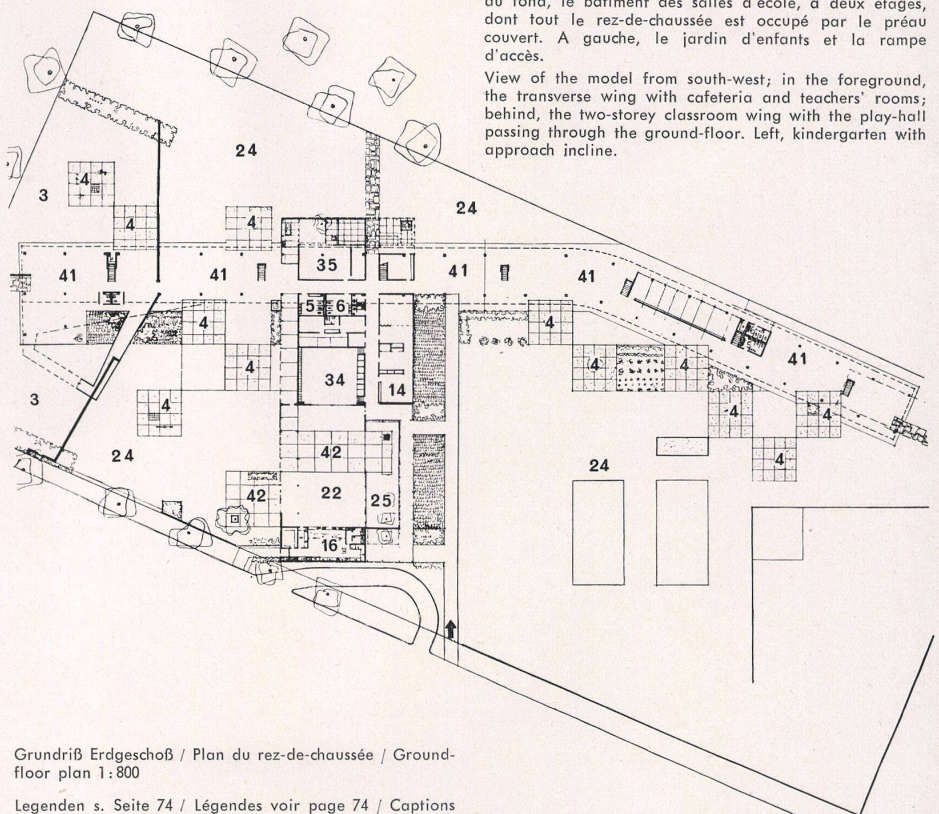 au fond, le bâtiment des salles d'école, à deux étages,
dont tout le rez-de-chaussée est occupé par le préau
couvert. A gauche, le jardin d'enfants et la rampe
d'accès.
View of the model from south-west; in the foreground,
the transverse wing with cafeteria and teachers' rooms;
behind, the two-storey classroom wing with the play-hall
passing through the ground-floor. Left, kindergarten with
approach incline.
24
3 4
24
4 4
35
41 41 41 41
5 6
4 4
41
4 34 14 4 4
3 4 4 4
24 42 24 4
42 22 25
16
Grundriß Erdgeschoß / Plan du rez-de-chaussée / Ground-
floor plan 1:800
Legenden s. Seite 74 / Légendes voir page 74 / Captions